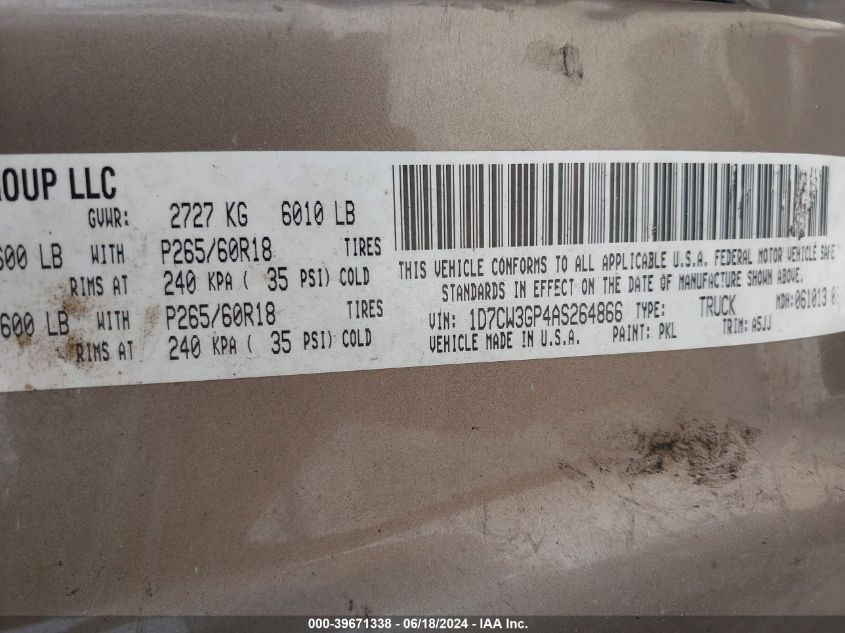 OUP LLC
GVWR: 2727 KG 6010 LB
600 LB WITH P265/60R18 TIRES
RIMS AT 240 KPA ( 35 PSI) COLD
600 LB WITH P265/60R18 TIRES
RIMS AT 240 KPA ( 35 PSI) COLD
THIS VEHICLE CONFORMS TO ALL APPLICABLE U.S.A. FEDERAL MOTOR VEHICLE SAFE
STANDARDS IN EFFECT ON THE DATE OF MANUFACTURE SHOWN ABOVE.
VIN: 1D7CW3GP4AS264866 TYPE: TRUCK MDH:061013 0
VEHICLE MADE IN U.S.A. PAINT: PKL TRIM: A5JJ
000-39671338 - 06/18/2024 - IAA Inc.